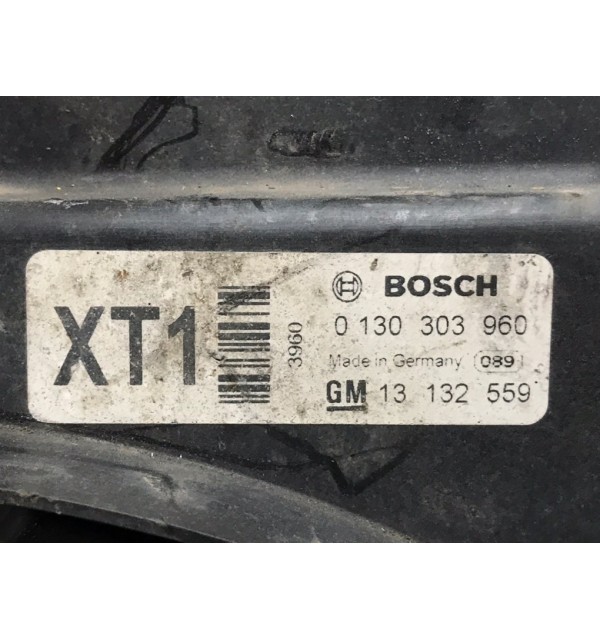 XT1
3960
BOSCH
0 130 303 960
Made in Germany 089
GM 13 132 559